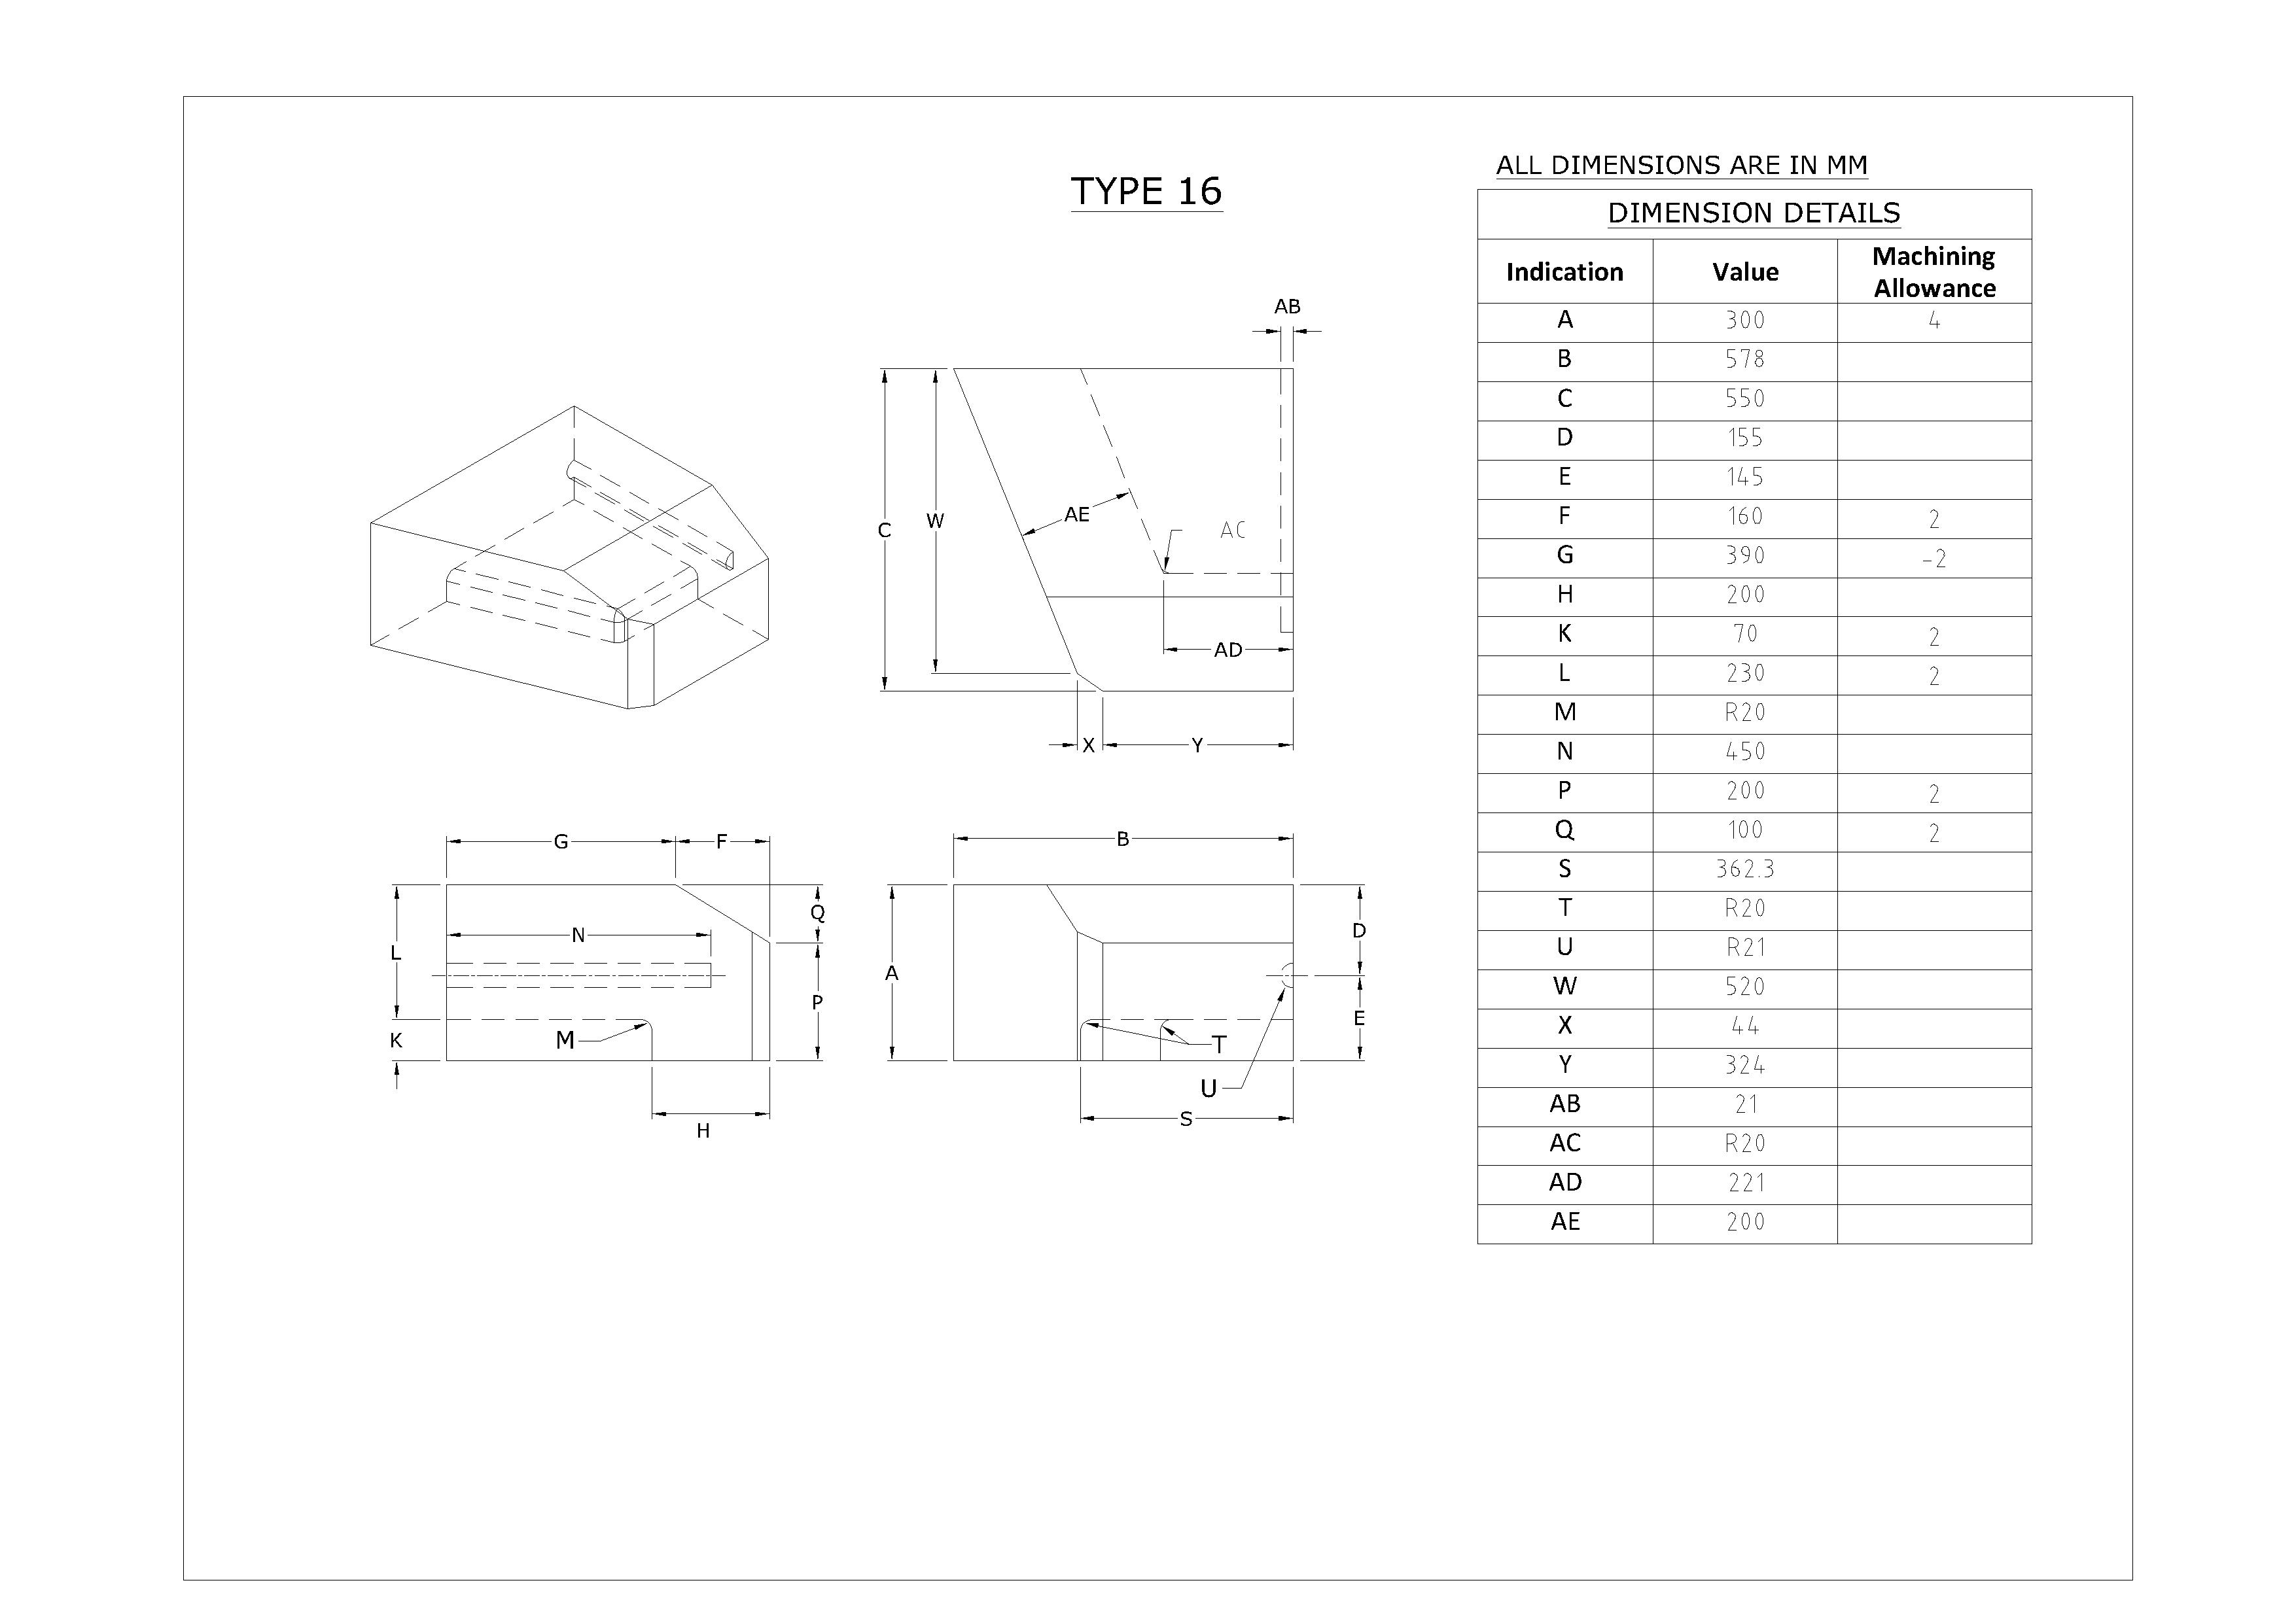 TYPE 16
ALL DIMENSIONS ARE IN MM
DIMENSION DETAILS
Indication Value Machining Allowance
A 300 4
B 578
C 550
D 155
E 145
F 160 2
G 390 -2
H 200
K 70 2
L 230 2
M R20
N 450
P 200 2
Q 100 2
S 362.3
T R20
U R21
W 520
X 44
Y 324
AB 21
AC R20
AD 221
AE 200
AB
C
W
AE
AC
AD
X
Y
G
F
Q
N
L
P
M
K
H
B
D
A
E
T
U
S